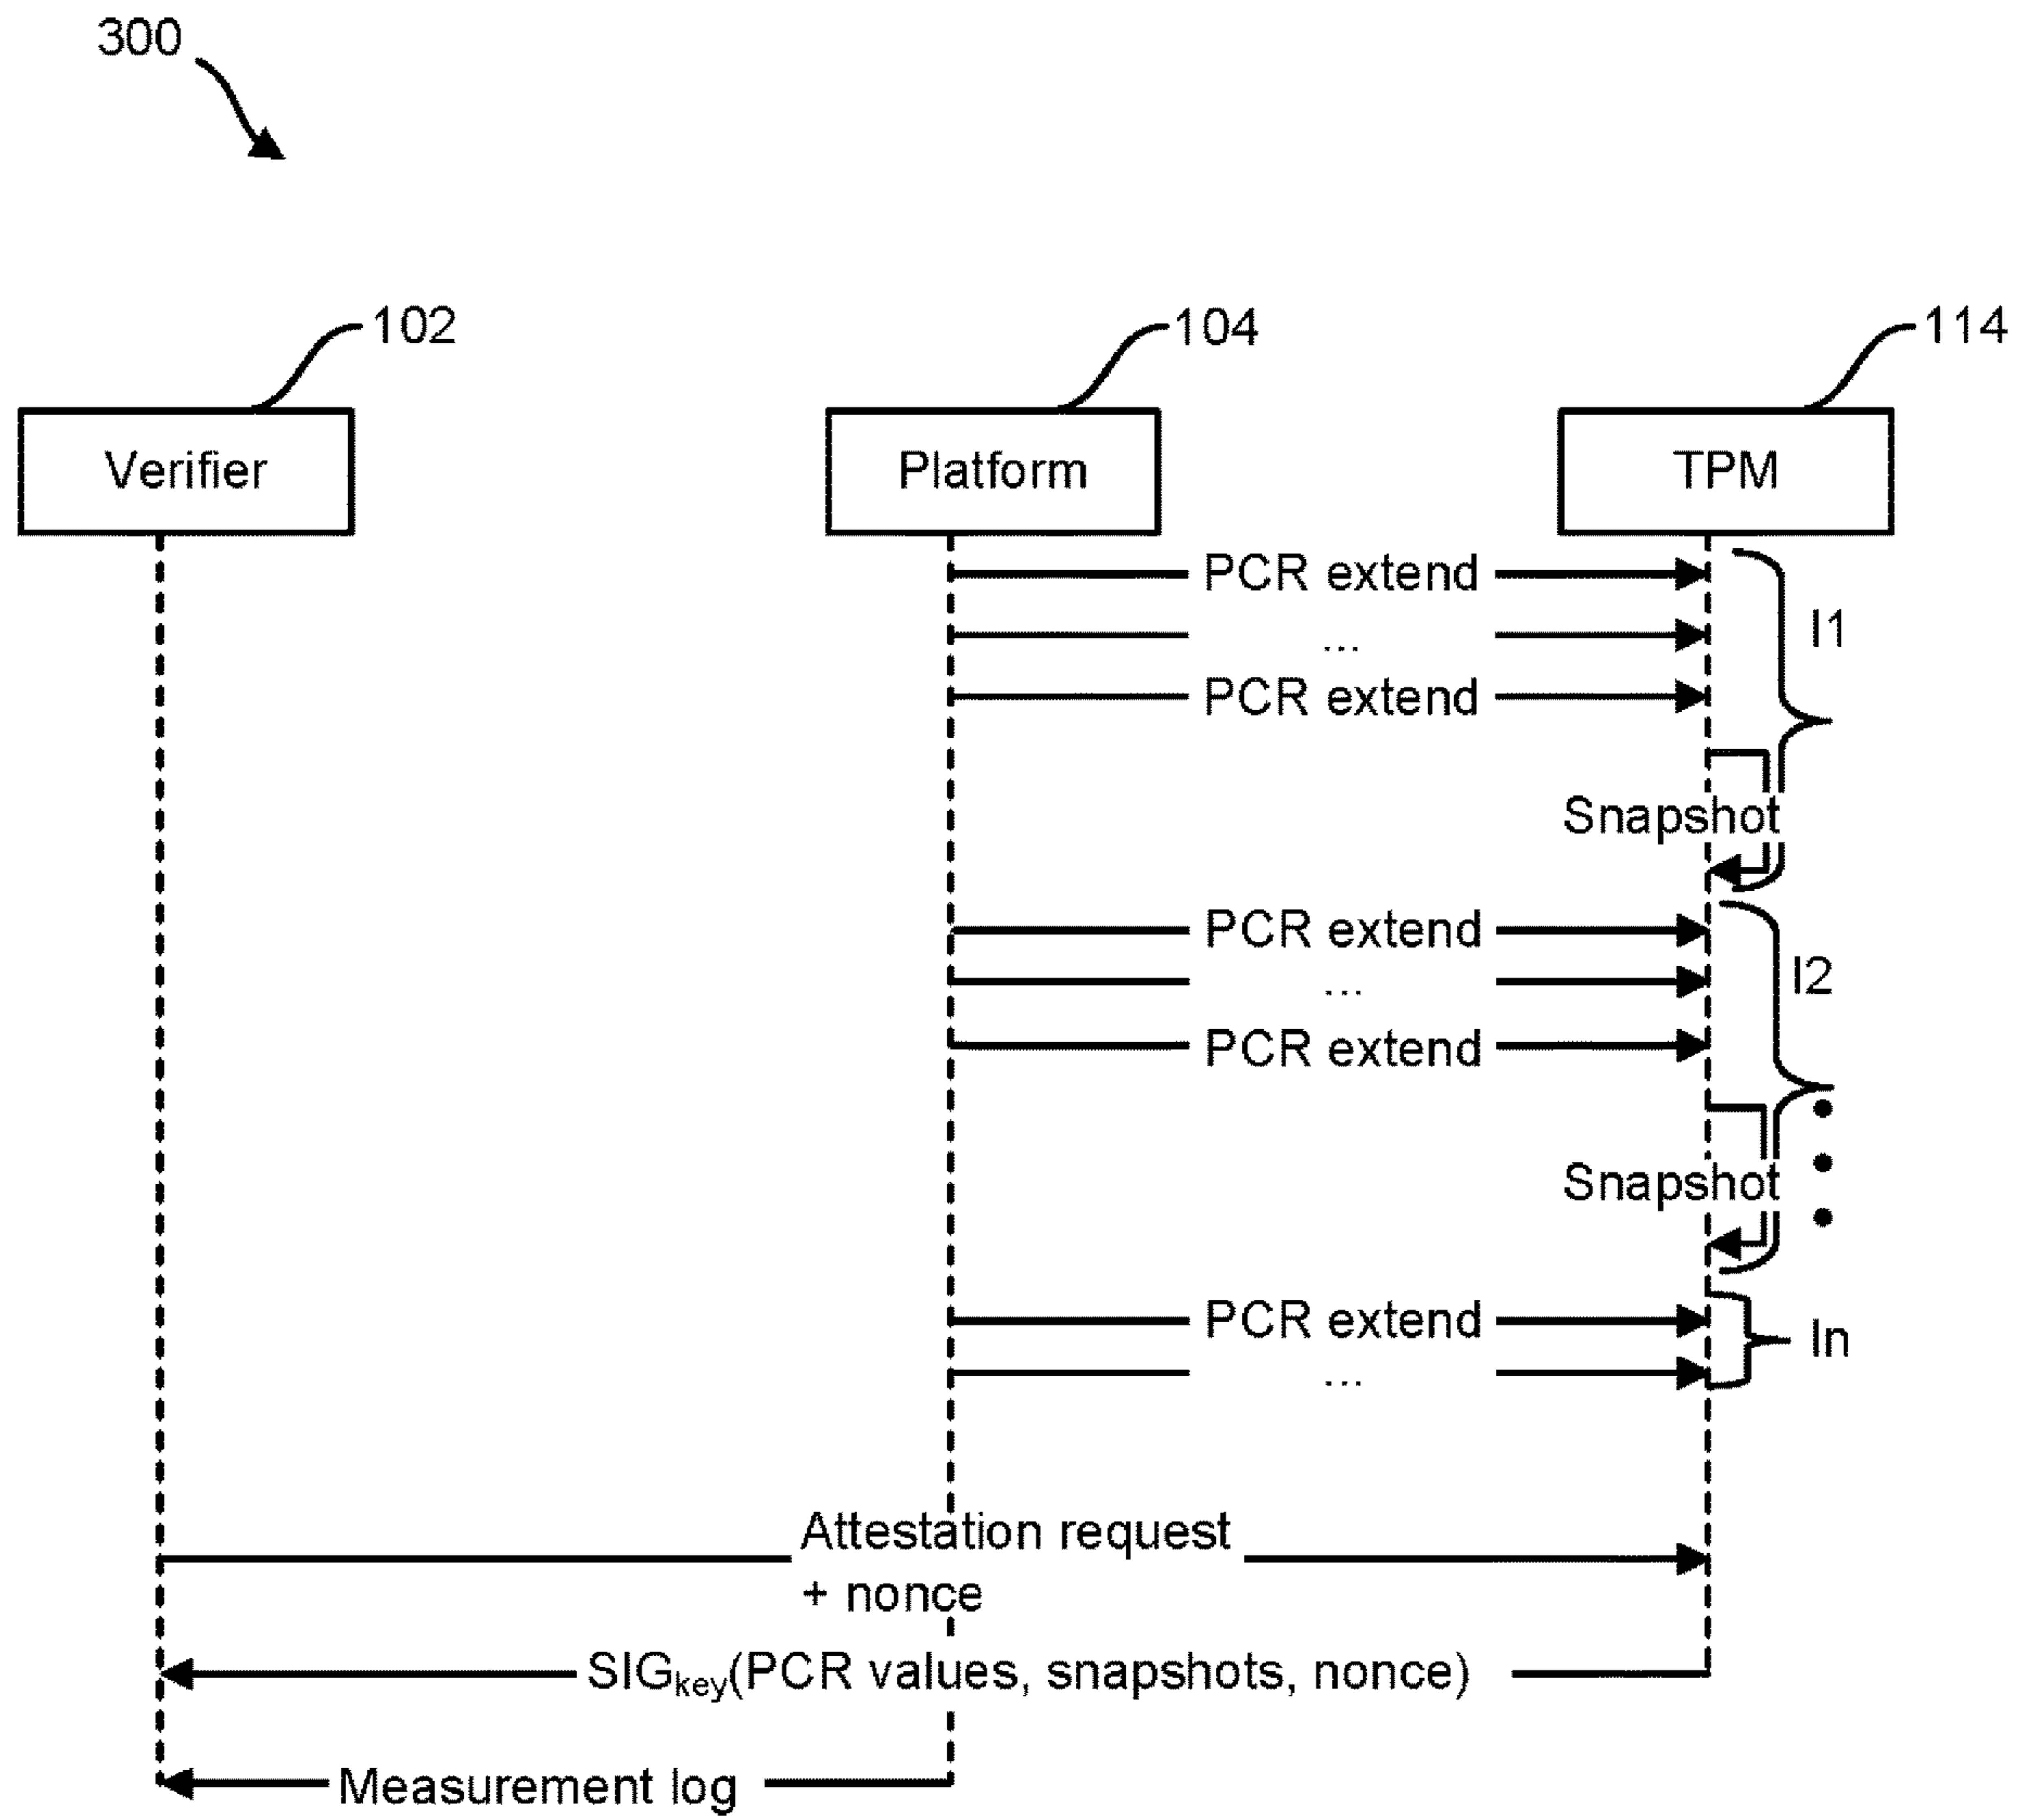 300
102
104
114
Verifier
Platform
TPM
PCR extend
...
I1
PCR extend
Snapshot
PCR extend
...
I2
PCR extend
Snapshot
PCR extend
...
In
Attestation request
+ nonce
SIGkey(PCR values, snapshots, nonce)
Measurement log